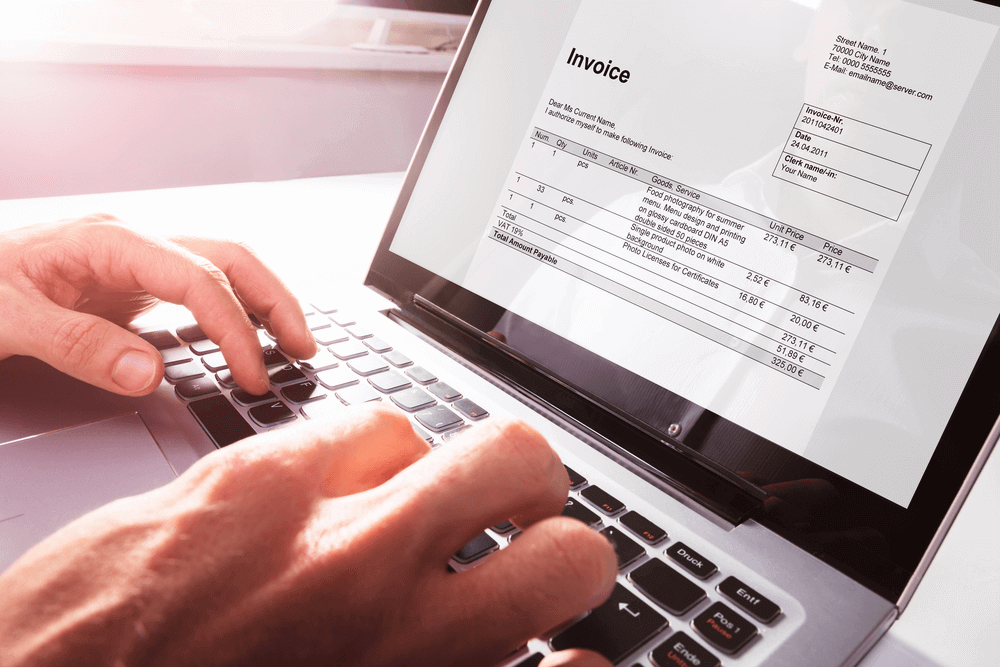 Street Name. 1
70000 City Name
Tel: 0000 5555555
E-Mail: emailname@server.com
Invoice
Invoice-Nr.
2011042401
Date
24.04.2011
Clerk name/-in:
Your Name
Dear Ms Current Name,
I authorize myself to make following Invoice:
Num. Qty Units Article Nr. Goods, Service Unit Price Price
1 1 pcs Food photography for summer 273,11 € 273,11 €
menu. Menu design and printing
on glossy cardboard DIN A5
double sided 50 pieces
1 33 pcs. Single product photo on white 2,52 € 83,16 €
background
1 1 pcs. Photo Licenses for Certificates 16,80 € 20,00 €
Total 273,11 €
VAT 19% 51,89 €
Total Amount Payable 325,00 €
S
V
Druck
Entf
Pos 1
Pause
Ende